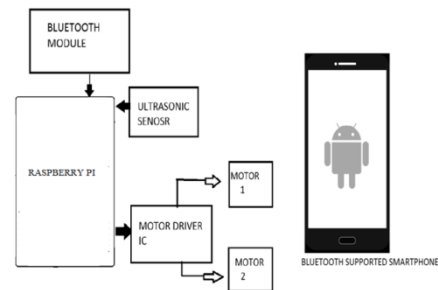 BLUETOOTH
MODULE
ULTRASONIC
SENOSR
RASPBERRY PI
MOTOR DRIVER
IC
MOTOR
1
MOTOR
2
BLUETOOTH SUPPORTED SMARTPHONE